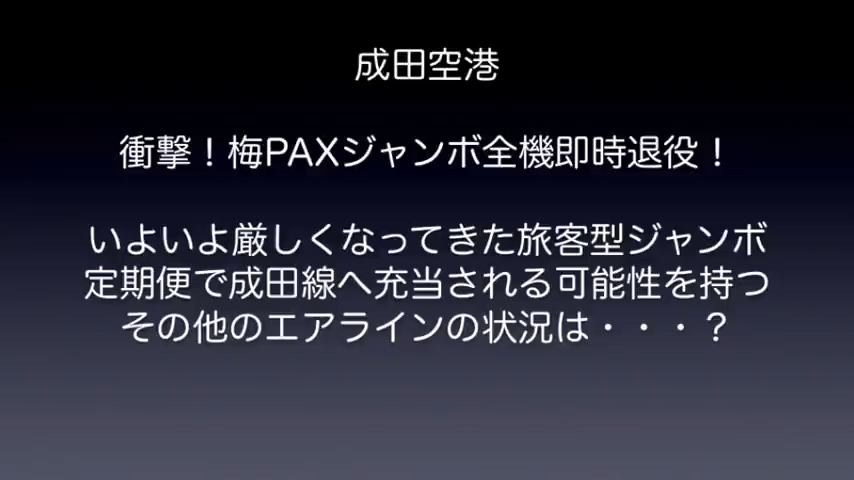 成田空港
衝撃！梅PAXジャンボ全機即時退役！
いよいよ厳しくなってきた旅客型ジャンボ
定期便で成田線へ充当される可能性を持つ
その他のエアラインの状況は・・・？